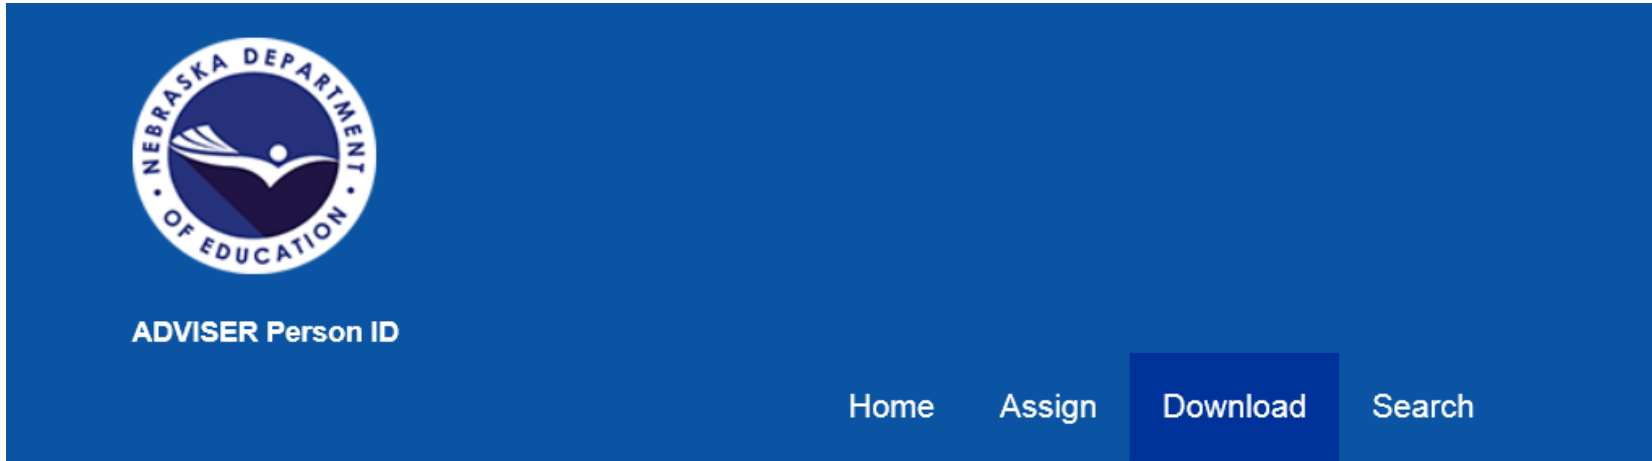 NEBRASKA DEPARTMENT
• OF EDUCATION •
ADVISER Person ID
Home Assign Download Search